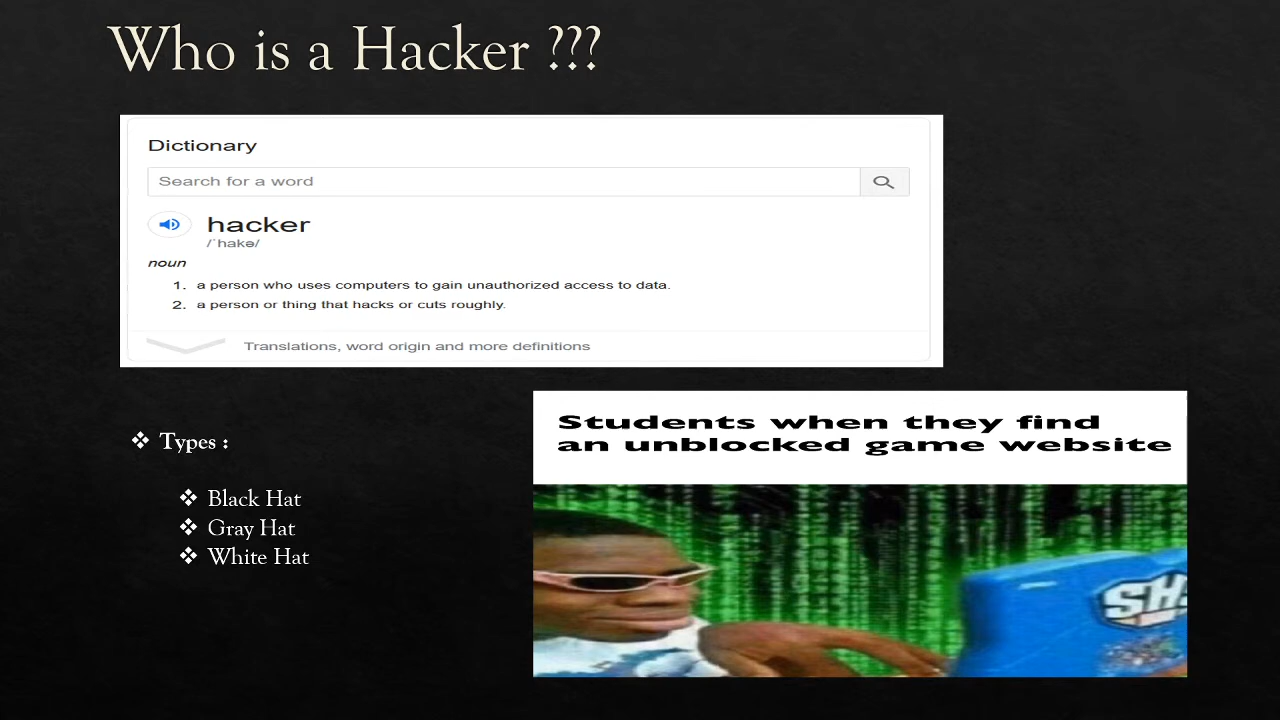 Who is a Hacker ???
Dictionary
Search for a word
hacker
/ˈhakə/
noun
1. a person who uses computers to gain unauthorized access to data.
2. a person or thing that hacks or cuts roughly.
Translations, word origin and more definitions
❖ Types :
❖ Black Hat
❖ Gray Hat
❖ White Hat
Students when they find
an unblocked game website
SH